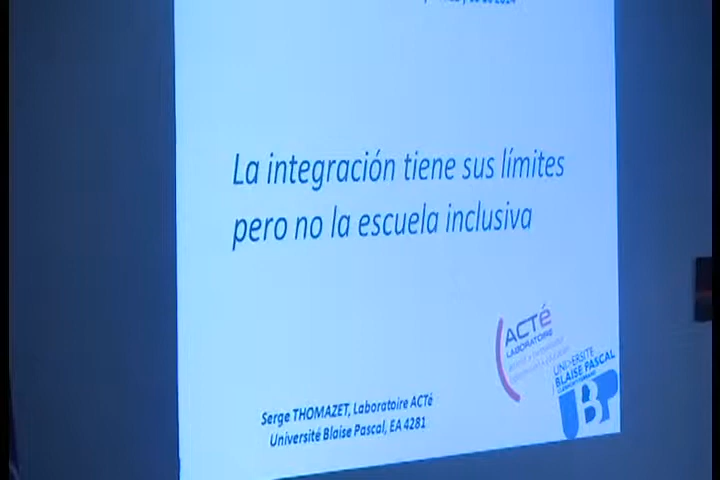 La integración tiene sus límites
pero no la escuela inclusiva
ACTé
LABORATOIRE
UNIVERSITE
BLAISE PASCAL
UBP
Serge THOMAZET, Laboratoire ACTé
Université Blaise Pascal, EA 4281